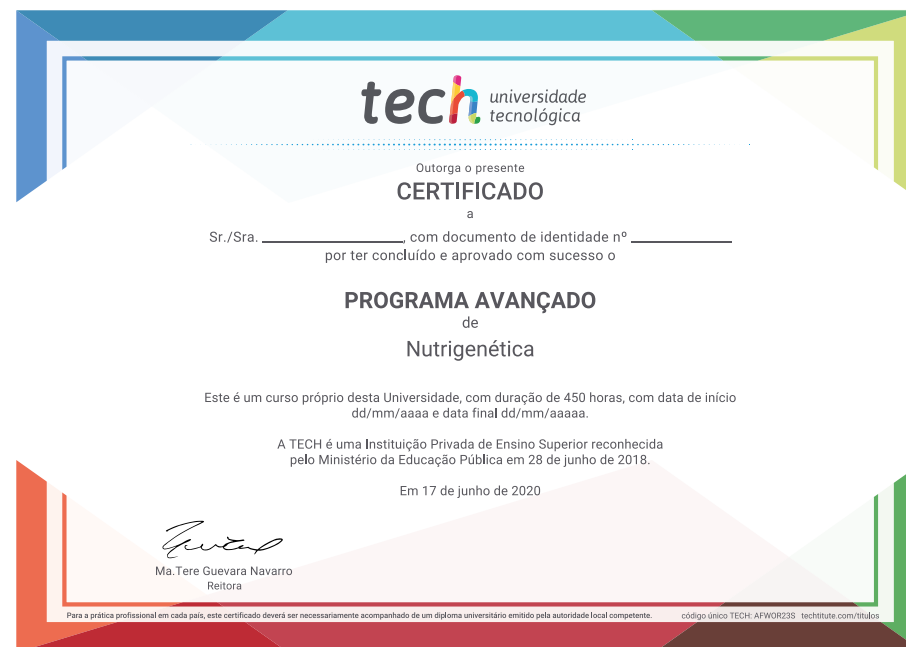 tech universidade
tecnológica
Outorga o presente
CERTIFICADO
a
Sr./Sra. ____________, com documento de identidade nº ____________
por ter concluído e aprovado com sucesso o
PROGRAMA AVANÇADO
de
Nutrigenética
Este é um curso próprio desta Universidade, com duração de 450 horas, com data de início
dd/mm/aaaa e data final dd/mm/aaaaa.
A TECH é uma Instituição Privada de Ensino Superior reconhecida
pelo Ministério da Educação Pública em 28 de junho de 2018.
Em 17 de junho de 2020
Ma.Tere Guevara Navarro
Reitora
Para a prática profissional em cada país, este certificado deverá ser necessariamente acompanhado de um diploma universitário emitido pela autoridade local competente. código único TECH: AFWOR23S techtitute.com/titulos